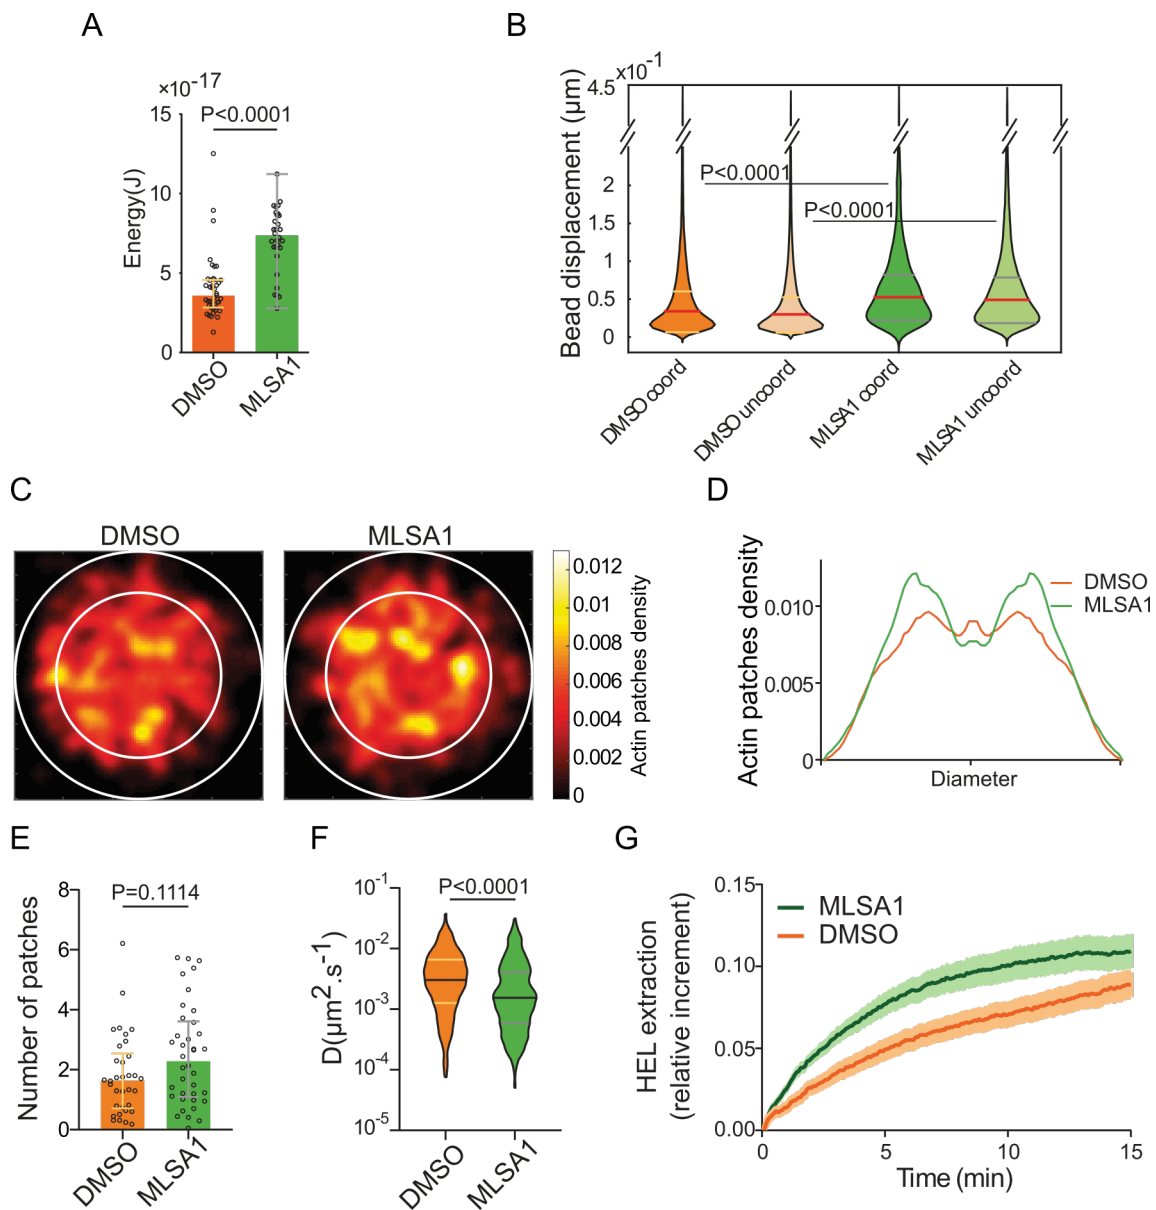 A
×10⁻¹⁷
15
P<0.0001
10
Energy(J)
5
0
DMSO
MLSA1
B
4.5
×10⁻¹
Bead displacement (μm)
2
P<0.0001
1.5
P<0.0001
1
0.5
0
DMSO coord
DMSO uncoord
MLSA1 coord
MLSA1 uncoord
C
DMSO
MLSA1
0.012
0.01
0.008
0.006
0.004
0.002
0
Actin patches density
D
Actin patches density
DMSO
MLSA1
0.010
0.005
0
Diameter
E
8
P=0.1114
6
Number of patches
4
2
0
DMSO
MLSA1
F
10⁻¹
P<0.0001
10⁻²
D(μm².s⁻¹)
10⁻³
10⁻⁴
10⁻⁵
DMSO
MLSA1
G
0.15
MLSA1
DMSO
HEL extraction
(relative increment)
0.10
0.05
0.00
0
5
10
15
Time (min)